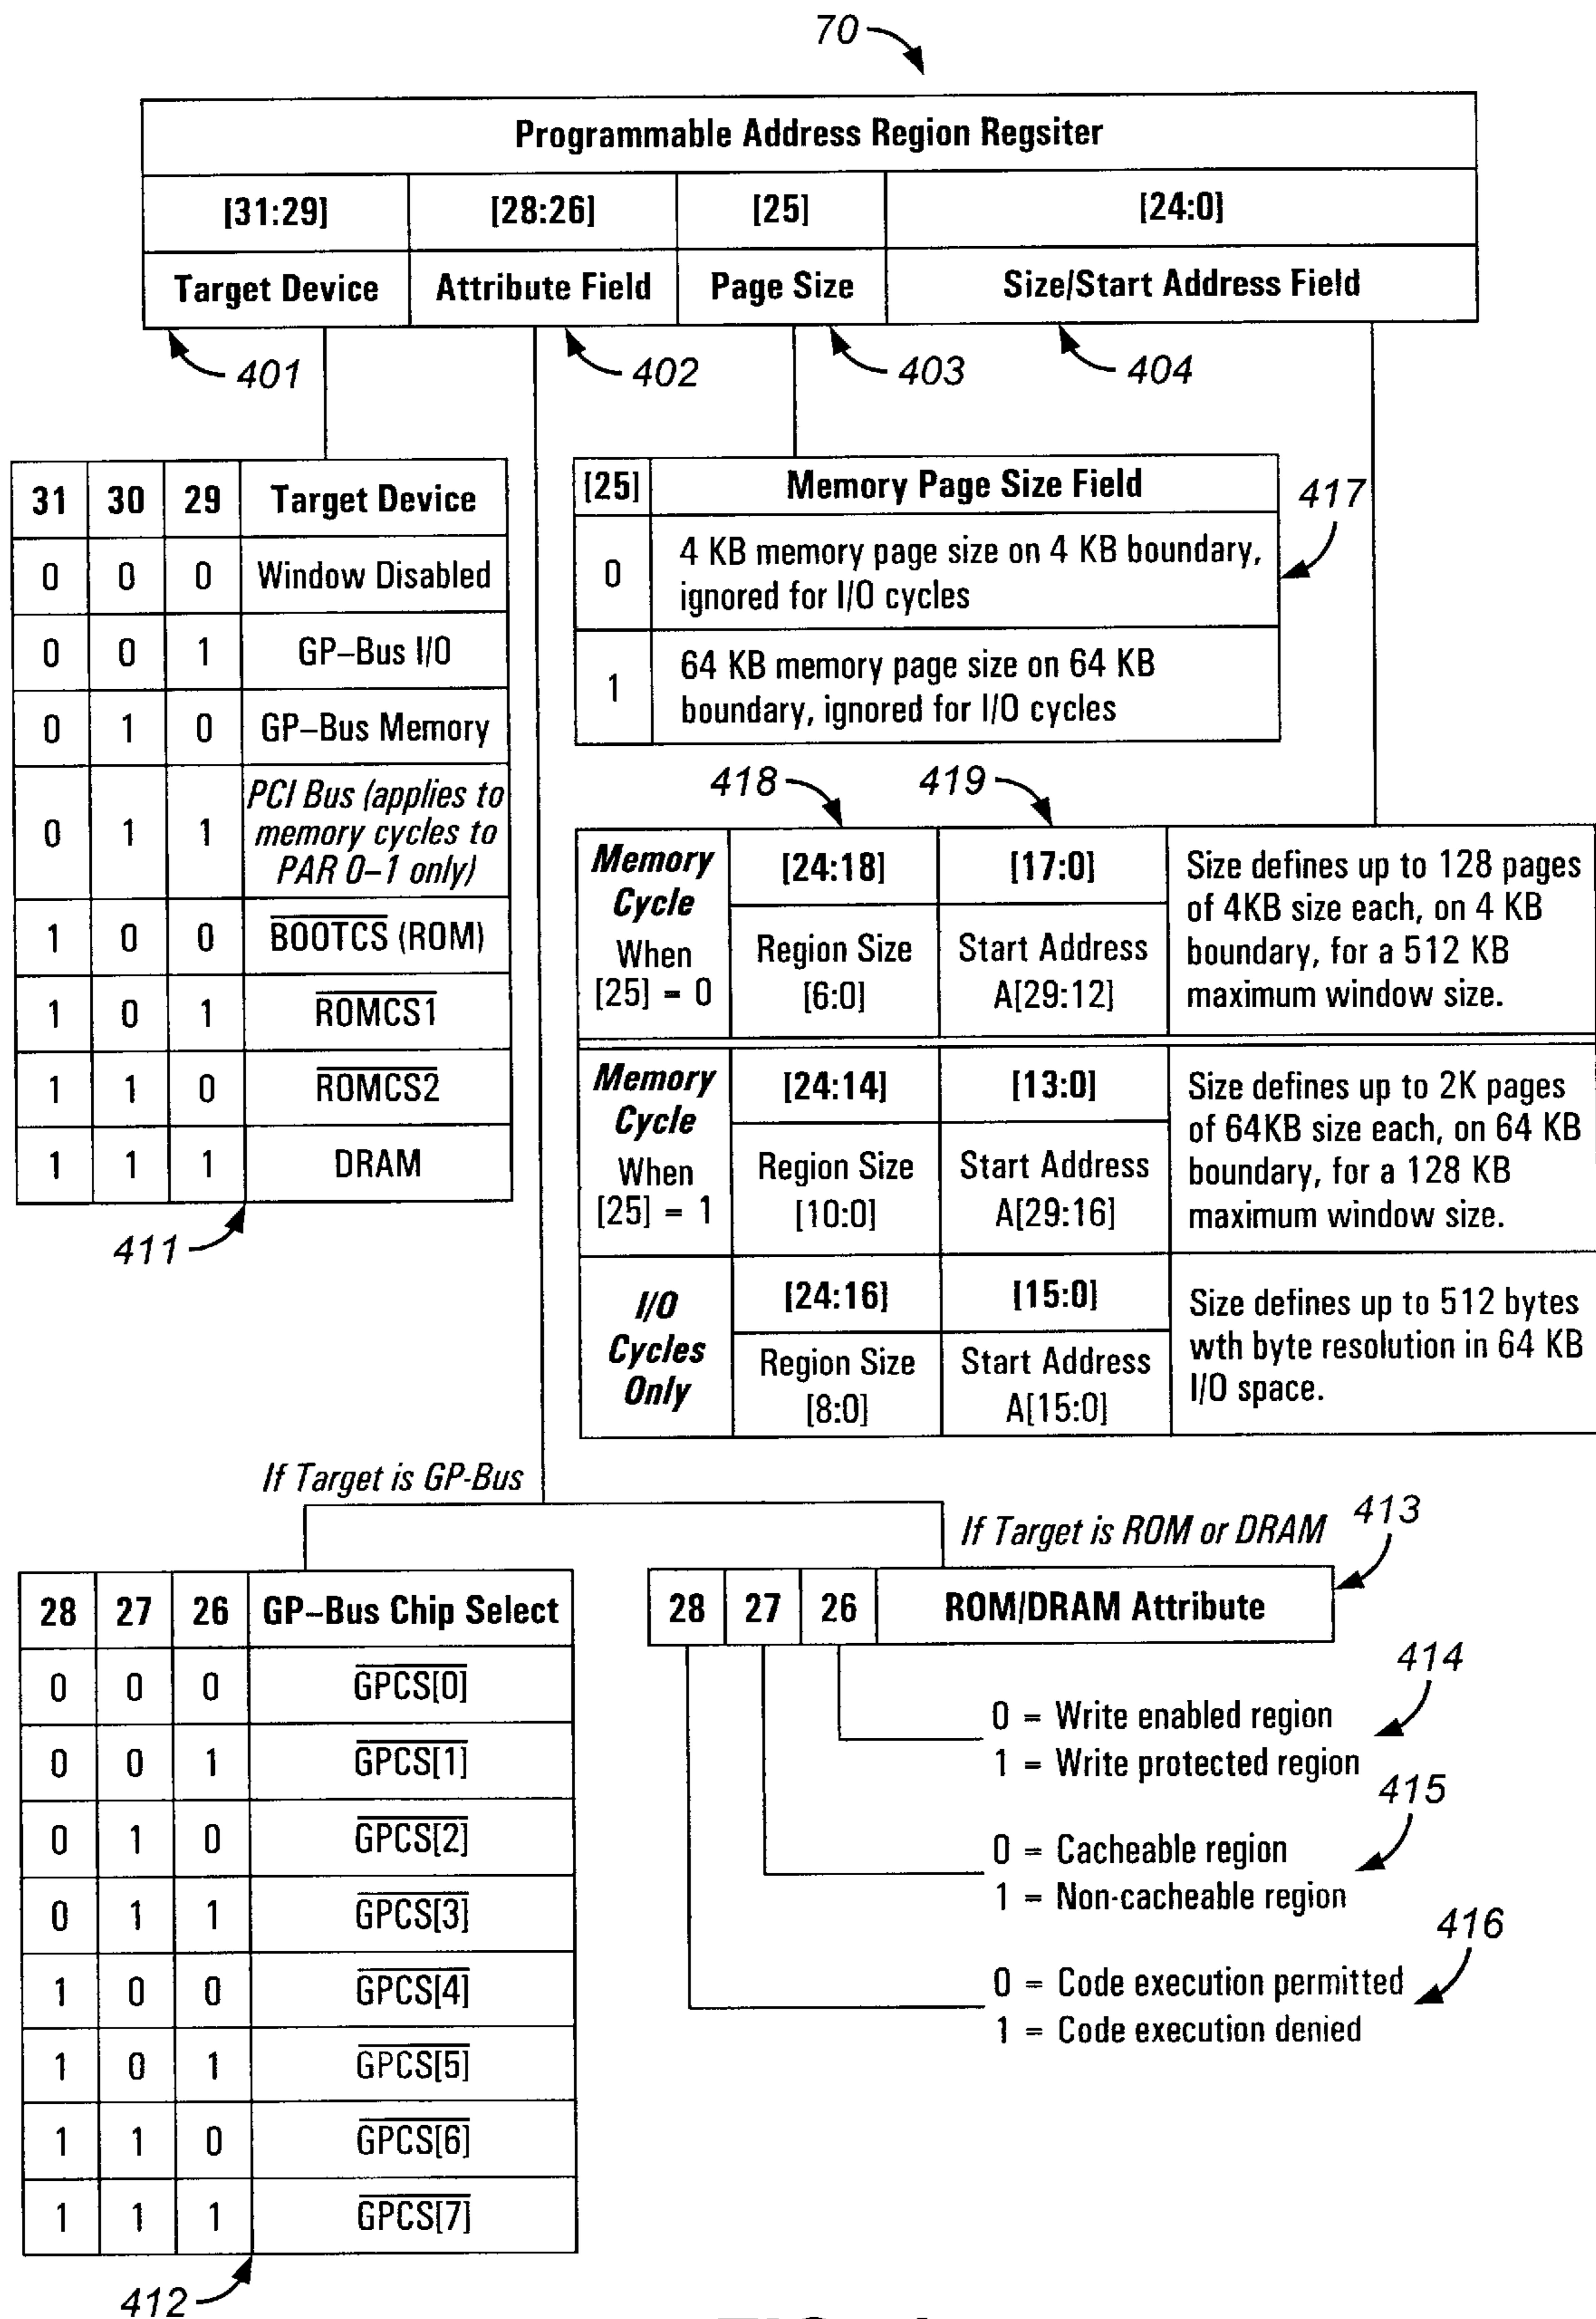 70
Programmable Address Region Regsiter
[31:29] [28:26] [25] [24:0]
Target Device Attribute Field Page Size Size/Start Address Field
401 402 403 404
31 30 29 Target Device
0 0 0 Window Disabled
0 0 1 GP–Bus I/O
0 1 0 GP–Bus Memory
0 1 1 PCI Bus (applies to
memory cycles to
PAR 0–1 only)
1 0 0 BOOTCS (ROM)
1 0 1 ROMCS1
1 1 0 ROMCS2
1 1 1 DRAM
411
[25] Memory Page Size Field
0 4 KB memory page size on 4 KB boundary,
ignored for I/O cycles
1 64 KB memory page size on 64 KB
boundary, ignored for I/O cycles
417
418 419
Memory
Cycle
When
[25] = 0
[24:18] [17:0]
Region Size
[6:0]
Start Address
A[29:12]
Size defines up to 128 pages
of 4KB size each, on 4 KB
boundary, for a 512 KB
maximum window size.
Memory
Cycle
When
[25] = 1
[24:14] [13:0]
Region Size
[10:0]
Start Address
A[29:16]
Size defines up to 2K pages
of 64KB size each, on 64 KB
boundary, for a 128 KB
maximum window size.
I/O
Cycles
Only
[24:16] [15:0]
Region Size
[8:0]
Start Address
A[15:0]
Size defines up to 512 bytes
wth byte resolution in 64 KB
I/O space.
If Target is GP-Bus
If Target is ROM or DRAM
413
28 27 26 GP–Bus Chip Select
0 0 0 GPCS[0]
0 0 1 GPCS[1]
0 1 0 GPCS[2]
0 1 1 GPCS[3]
1 0 0 GPCS[4]
1 0 1 GPCS[5]
1 1 0 GPCS[6]
1 1 1 GPCS[7]
412
28 27 26 ROM/DRAM Attribute
414
0 = Write enabled region
1 = Write protected region
415
0 = Cacheable region
1 = Non-cacheable region
416
0 = Code execution permitted
1 = Code execution denied